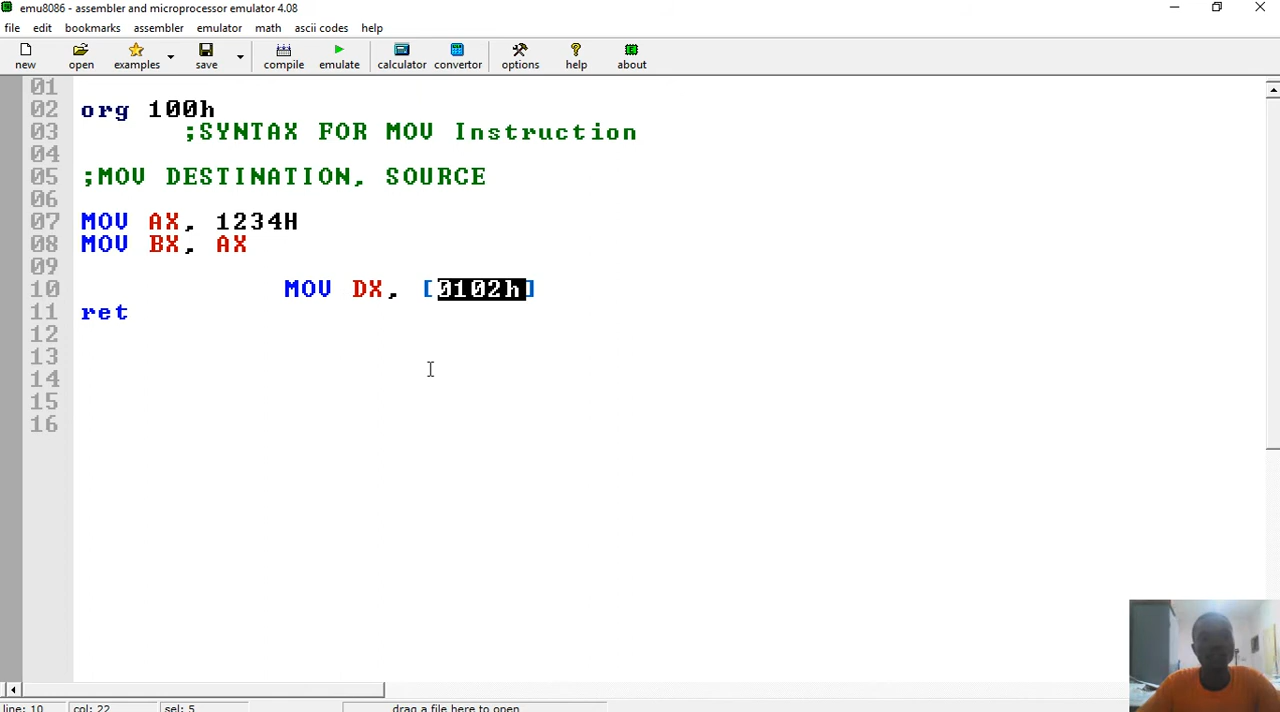 emu8086 - assembler and microprocessor emulator 4.08
file edit bookmarks assembler emulator math ascii codes help
new open examples save compile emulate calculator convertor options help about
01
02 org 100h
03 ;SYNTAX FOR MOV Instruction
04
05 ;MOV DESTINATION, SOURCE
06
07 MOV AX, 1234H
08 MOV BX, AX
09
10 MOV DX, [0102h]
11 ret
12
13
14
15
16
line: 10 col: 22 sel: 5 drag a file here to open